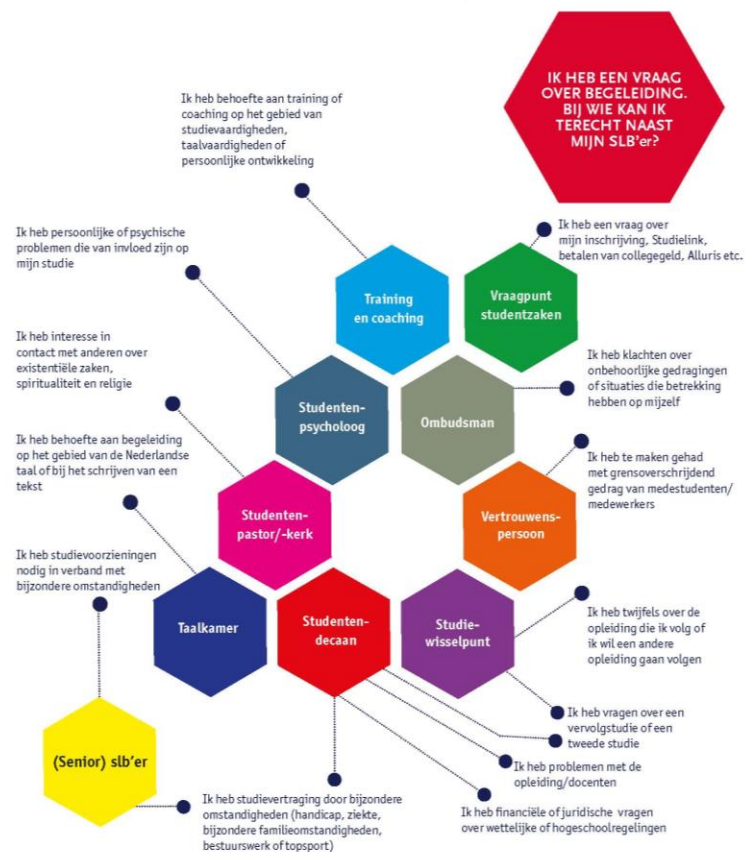 IK HEB EEN VRAAG
OVER BEGELEIDING.
BIJ WIE KAN IK
TERECHT NAAST
MIJN SLB'er?
Ik heb behoefte aan training of
coaching op het gebied van
studievaardigheden,
taalvaardigheden of
persoonlijke ontwikkeling
Ik heb persoonlijke of psychische
problemen die van invloed zijn op
mijn studie
Ik heb een vraag over
mijn inschrijving, Studielink,
betalen van collegegeld, Alluris etc.
Training
en coaching
Vraagpunt
studentzaken
Ik heb interesse in
contact met anderen over
existentiële zaken,
spiritualiteit en religie
Studenten-
psycholoog
Ombudsman
Ik heb klachten over
onbehoorlijke gedragingen
of situaties die betrekking
hebben op mijzelf
Ik heb behoefte aan begeleiding
op het gebied van de Nederlandse
taal of bij het schrijven van een
tekst
Studenten-
pastor/-kerk
Vertrouwens-
persoon
Ik heb te maken gehad
met grensoverschrijdend
gedrag van medestudenten/
medewerkers
Ik heb studievoorzieningen
nodig in verband met
bijzondere omstandigheden
Taalkamer
Studenten-
decaan
Studie-
wisselpunt
Ik heb twijfels over de
opleiding die ik volg of
ik wil een andere
opleiding gaan volgen
Ik heb vragen over een
vervolgstudie of een
tweede studie
(Senior) slb'er
Ik heb problemen met de
opleiding/docenten
Ik heb studievertraging door bijzondere
omstandigheden (handicap, ziekte,
bijzondere familieomstandigheden,
bestuurswerk of topsport)
Ik heb financiële of juridische vragen
over wettelijke of hogeschoolregelingen